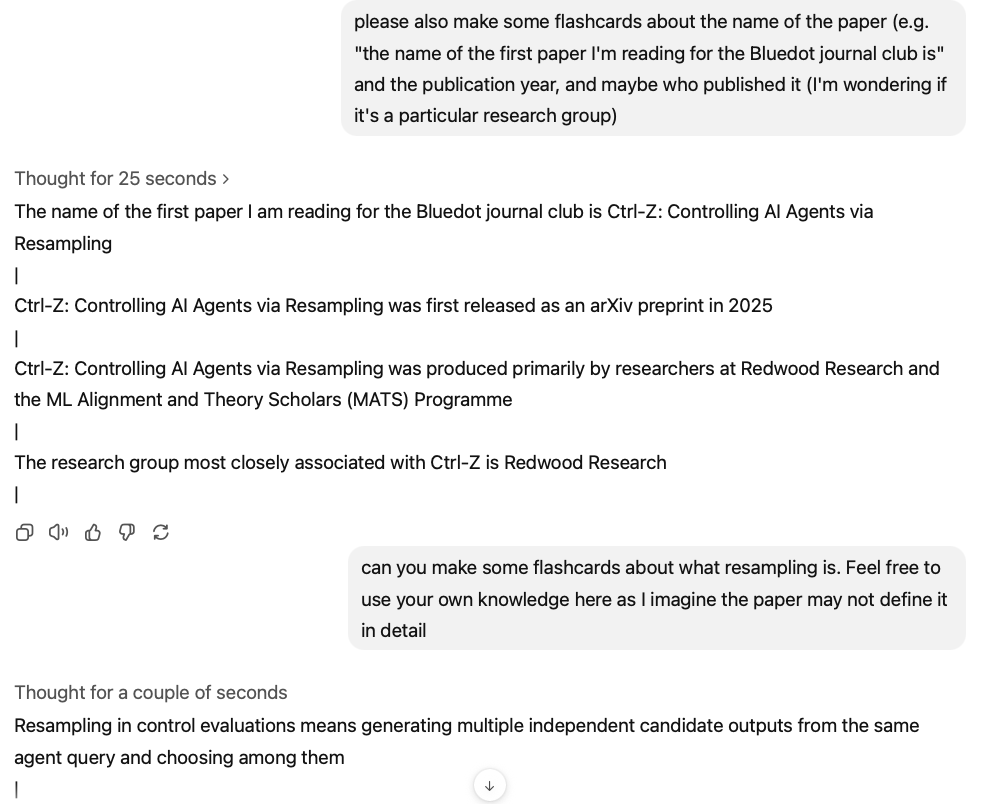 please also make some flashcards about the name of the paper (e.g.
"the name of the first paper I'm reading for the Bluedot journal club is"
and the publication year, and maybe who published it (I'm wondering if
it's a particular research group)
Thought for 25 seconds >
The name of the first paper I am reading for the Bluedot journal club is Ctrl-Z: Controlling AI Agents via
Resampling
|
Ctrl-Z: Controlling AI Agents via Resampling was first released as an arXiv preprint in 2025
|
Ctrl-Z: Controlling AI Agents via Resampling was produced primarily by researchers at Redwood Research and
the ML Alignment and Theory Scholars (MATS) Programme
|
The research group most closely associated with Ctrl-Z is Redwood Research
|
can you make some flashcards about what resampling is. Feel free to
use your own knowledge here as I imagine the paper may not define it
in detail
Thought for a couple of seconds
Resampling in control evaluations means generating multiple independent candidate outputs from the same
agent query and choosing among them
|